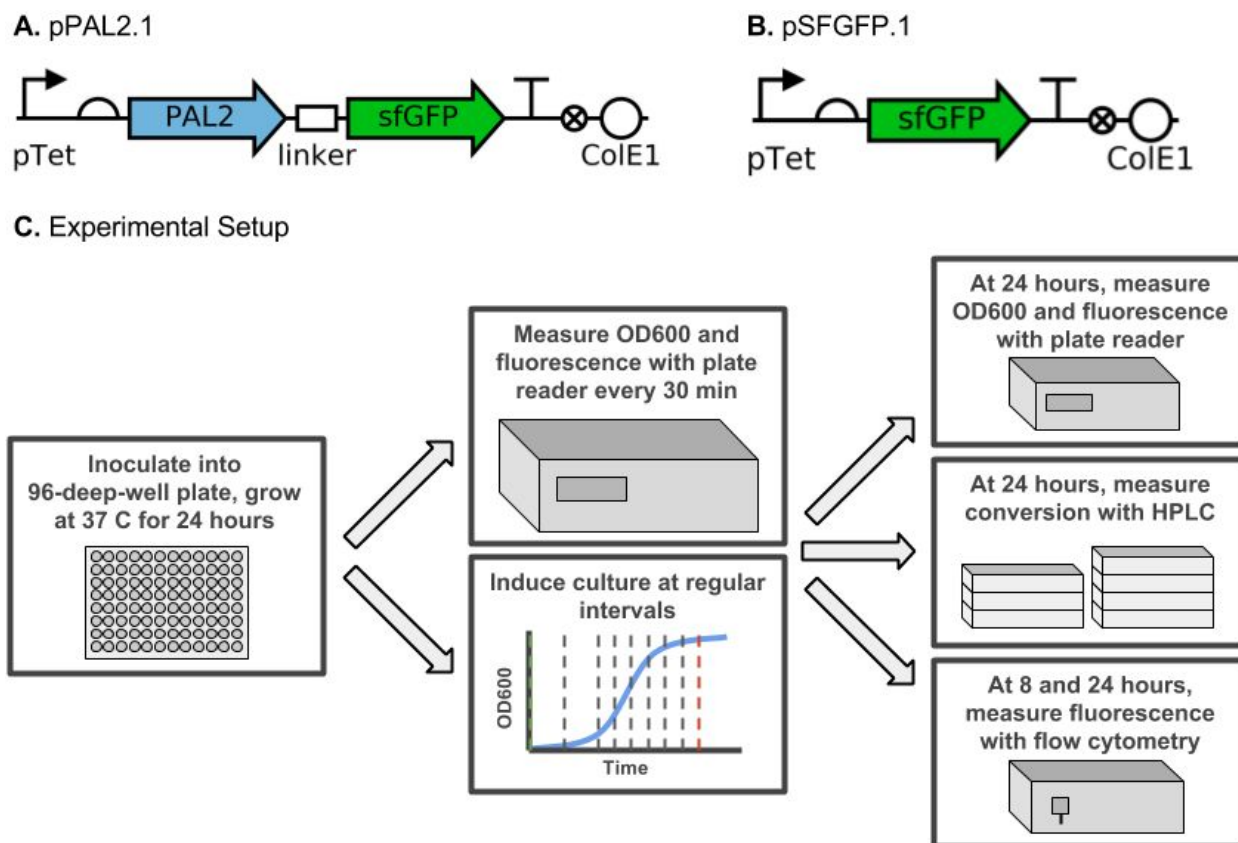 A. pPAL2.1
PAL2
sfGFP
pTet
linker
ColE1
B. pSFGFP.1
sfGFP
pTet
ColE1
C. Experimental Setup
Inoculate into
96-deep-well plate, grow
at 37 C for 24 hours
Measure OD600 and
fluorescence with plate
reader every 30 min
Induce culture at regular
intervals
OD600
Time
At 24 hours, measure
OD600 and fluorescence
with plate reader
At 24 hours, measure
conversion with HPLC
At 8 and 24 hours,
measure fluorescence
with flow cytometry